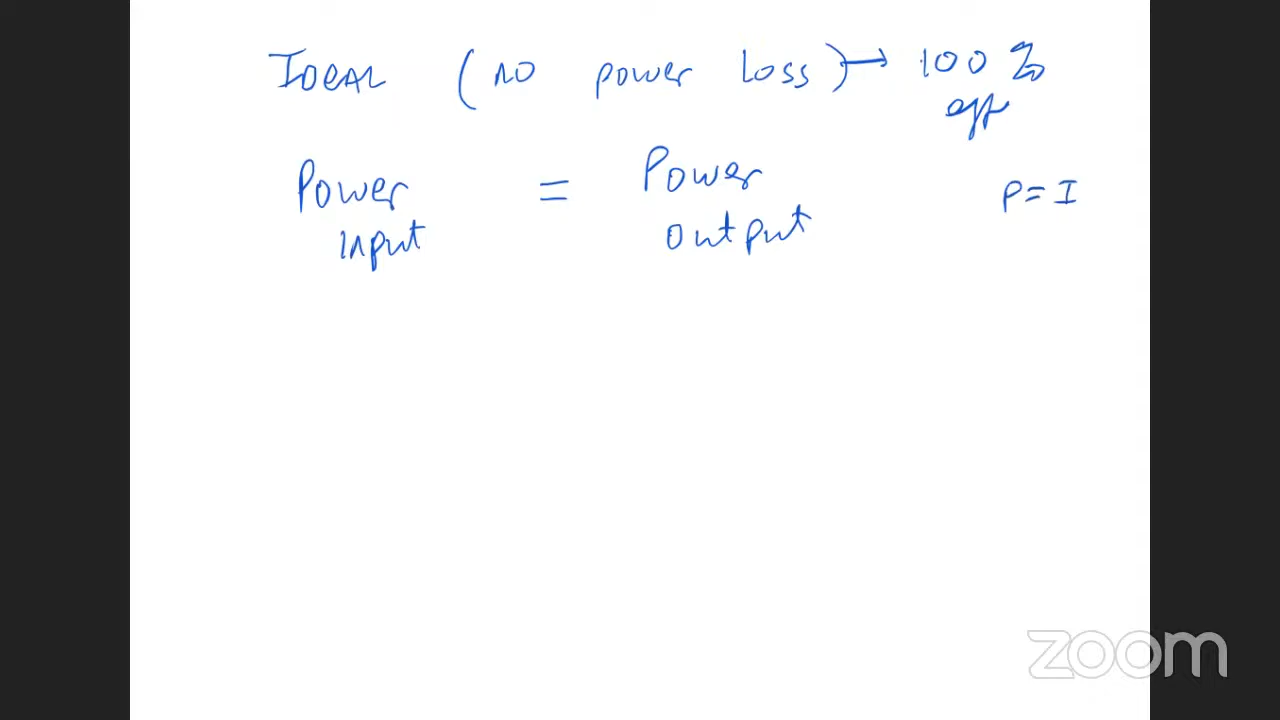 IDEAL (no power loss) → 100 %
eff
Power = Power
input output
P = I
zoom